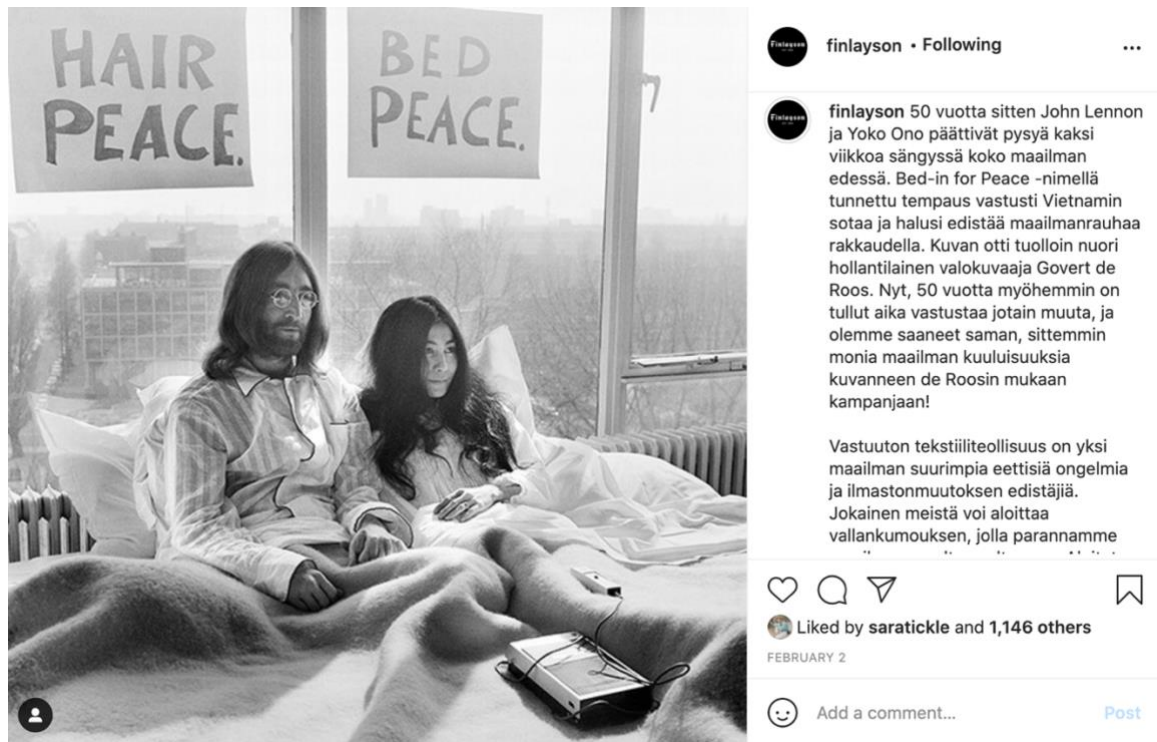 HAIR
PEACE.
BED
PEACE.
Finlayson
finlayson • Following
Finlayson
finlayson 50 vuotta sitten John Lennon
ja Yoko Ono päättivät pysyä kaksi
viikkoa sängyssä koko maailman
edessä. Bed-in for Peace -nimellä
tunnettu tempaus vastusti Vietnamin
sotaa ja halusi edistää maailmanrauhaa
rakkaudella. Kuvan otti tuolloin nuori
hollantilainen valokuvaaja Govert de
Roos. Nyt, 50 vuotta myöhemmin on
tullut aika vastustaa jotain muuta, ja
olemme saaneet saman, sittemmin
monia maailman kuuluisuuksia
kuvanneen de Roosin mukaan
kampanjaan!
Vastuuton tekstiiliteollisuus on yksi
maailman suurimpia eettisiä ongelmia
ja ilmastonmuutoksen edistäjiä.
Jokainen meistä voi aloittaa
vallankumouksen, jolla parannamme
Liked by saratickle and 1,146 others
FEBRUARY 2
Add a comment...
Post